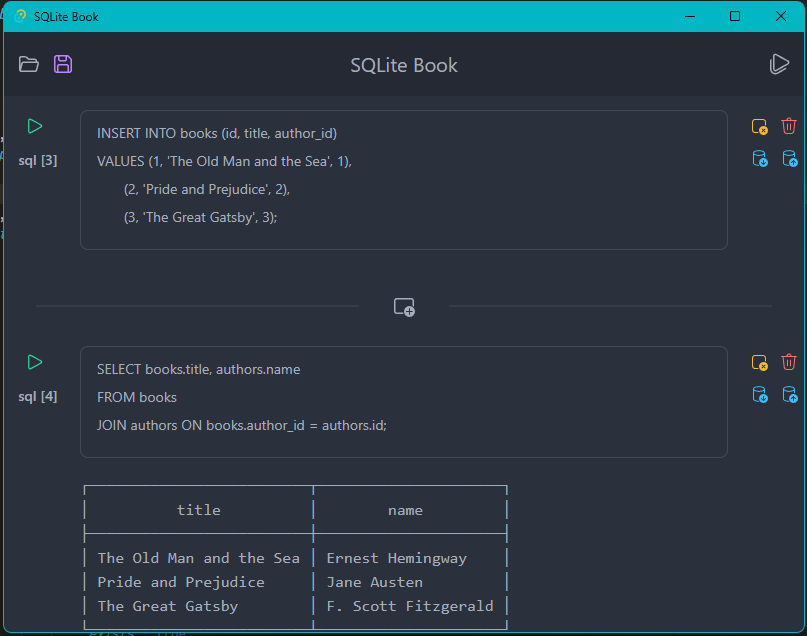 SQLite Book
SQLite Book
sql [3]
INSERT INTO books (id, title, author_id)
VALUES (1, 'The Old Man and the Sea', 1),
(2, 'Pride and Prejudice', 2),
(3, 'The Great Gatsby', 3);
sql [4]
SELECT books.title, authors.name
FROM books
JOIN authors ON books.author_id = authors.id;
title name
The Old Man and the Sea Ernest Hemingway
Pride and Prejudice Jane Austen
The Great Gatsby F. Scott Fitzgerald